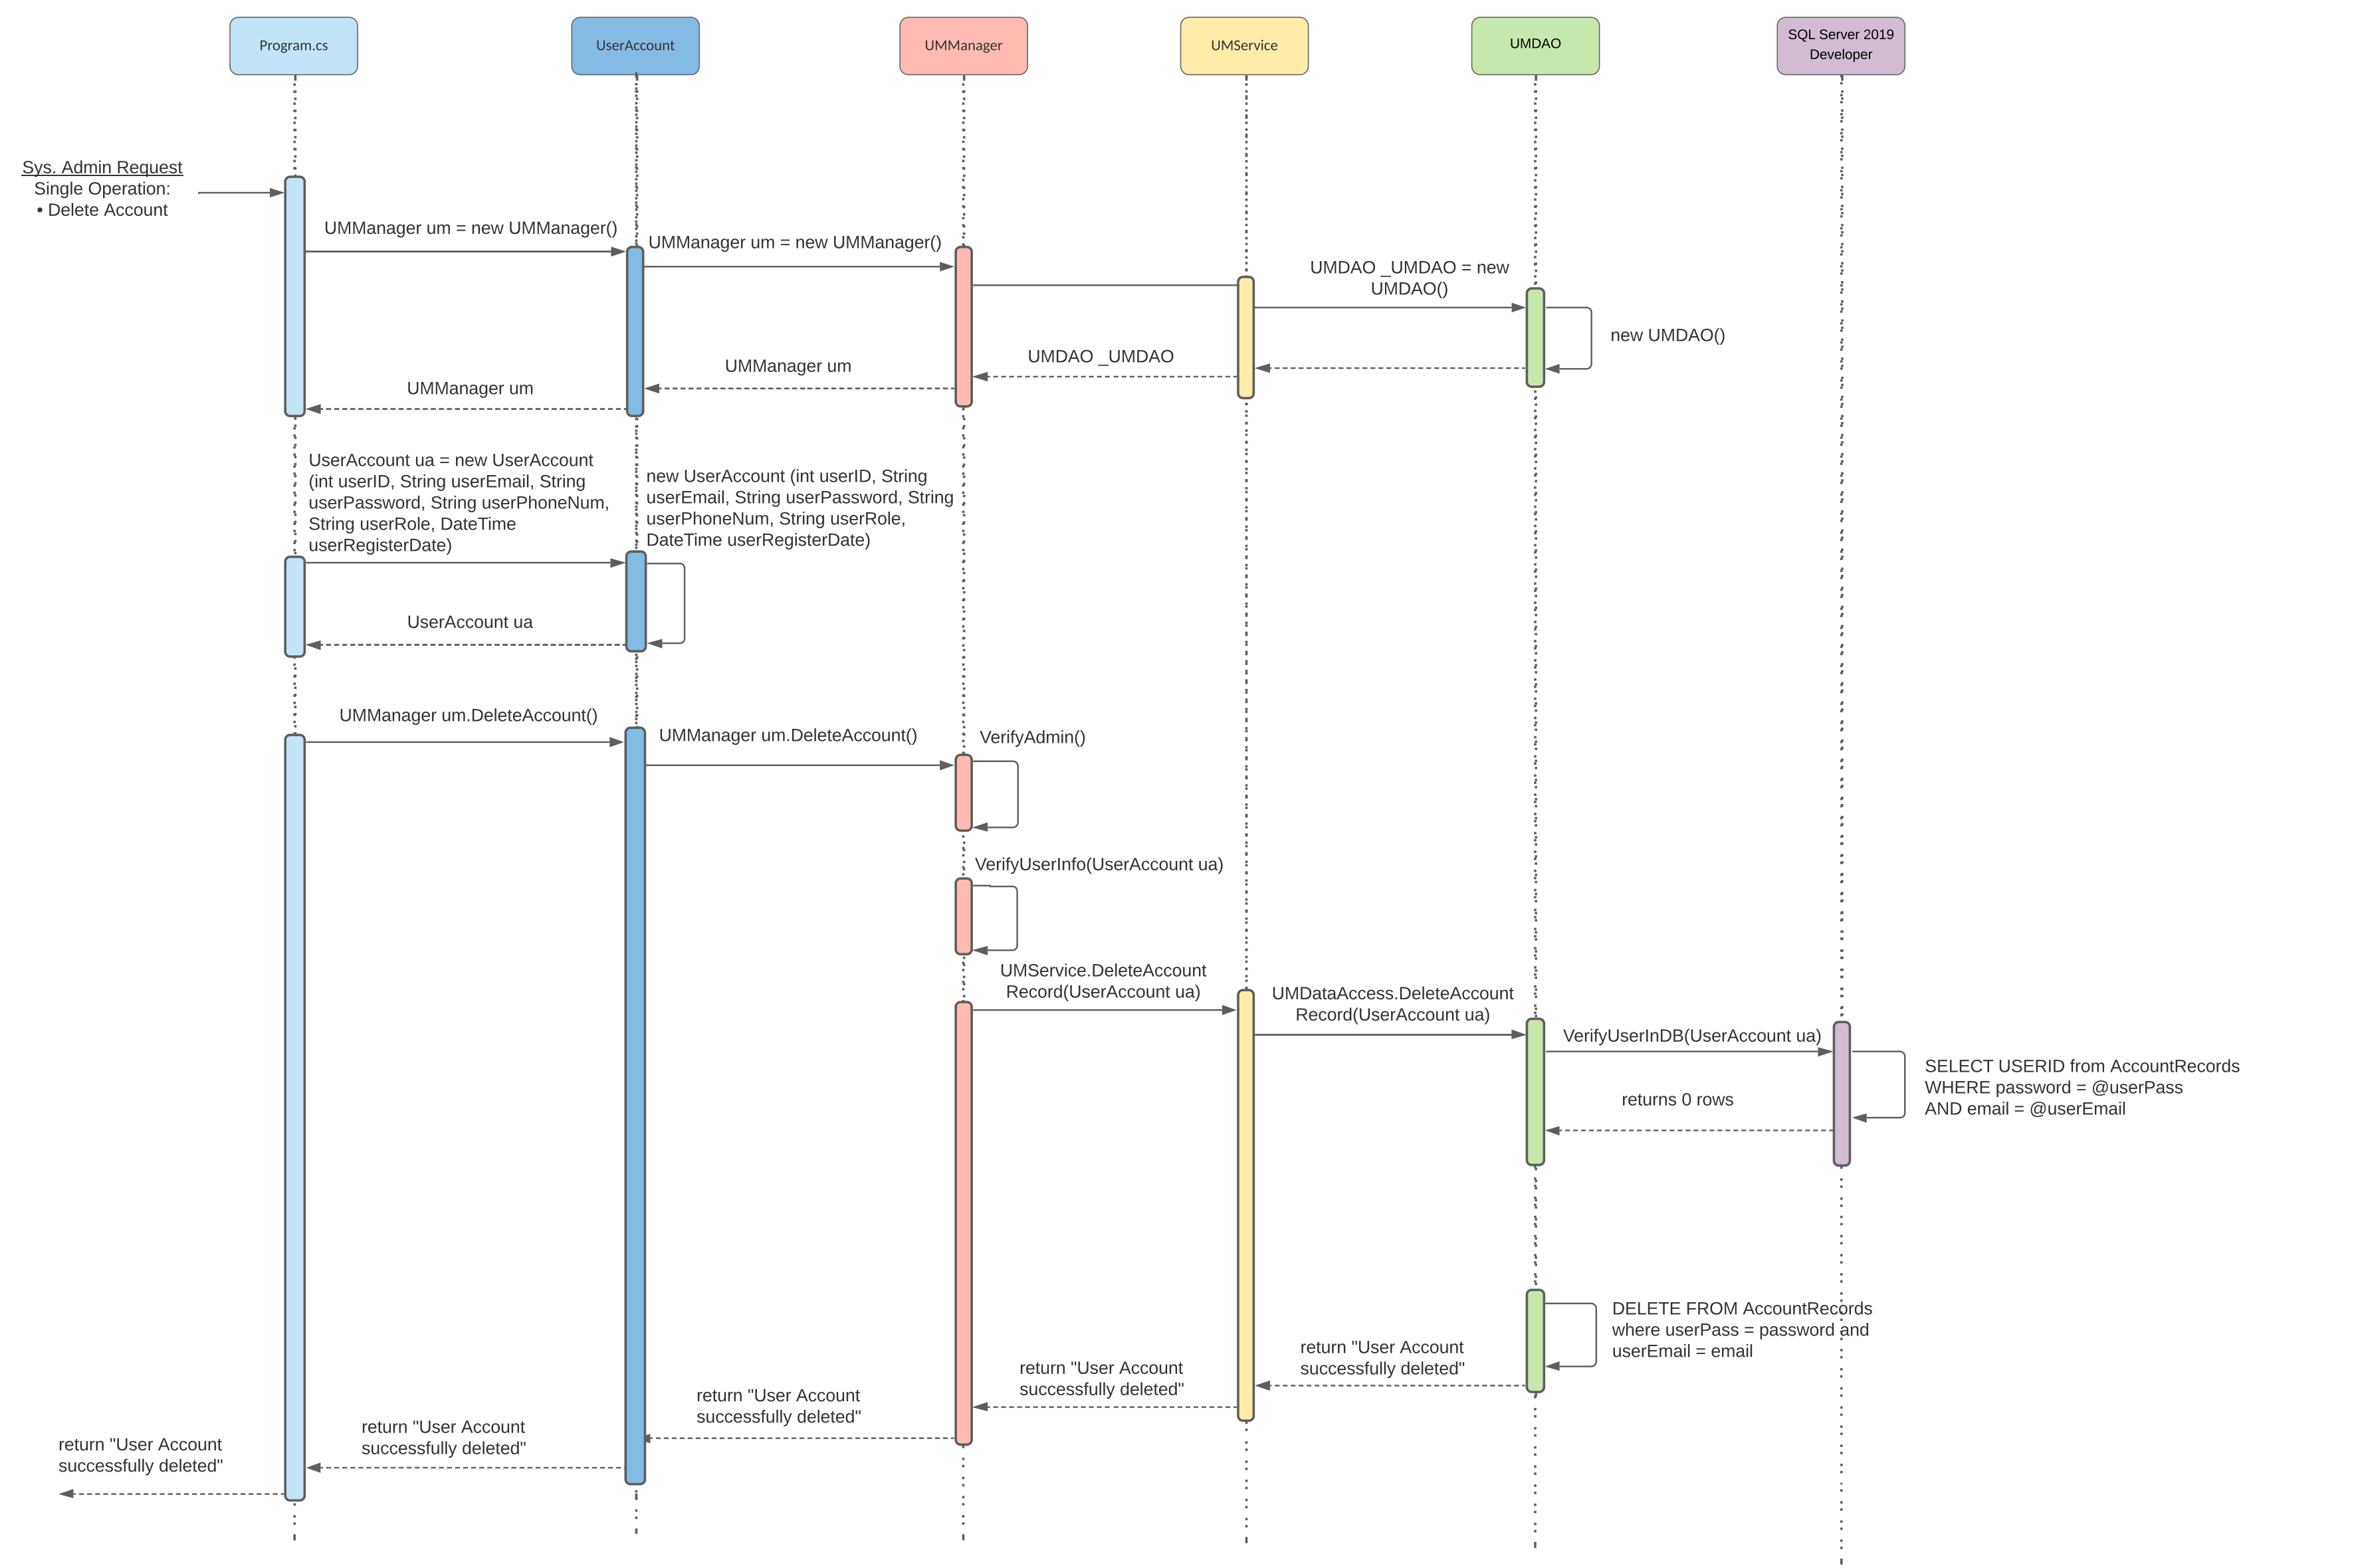 Program.cs
UserAccount
UMManager
UMService
UMDAO
SQL Server 2019
Developer
Sys. Admin Request
Single Operation:
• Delete Account
UMManager um = new UMManager()
UMManager um = new UMManager()
UMDAO _UMDAO = new
UMDAO()
new UMDAO()
UMDAO _UMDAO
UMManager um
UMManager um
UserAccount ua = new UserAccount
(int userID, String userEmail, String
userPassword, String userPhoneNum,
String userRole, DateTime
userRegisterDate)
new UserAccount (int userID, String
userEmail, String userPassword, String
userPhoneNum, String userRole,
DateTime userRegisterDate)
UserAccount ua
UMManager um.DeleteAccount()
UMManager um.DeleteAccount()
VerifyAdmin()
VerifyUserInfo(UserAccount ua)
UMService.DeleteAccount
Record(UserAccount ua)
UMDataAccess.DeleteAccount
Record(UserAccount ua)
VerifyUserInDB(UserAccount ua)
SELECT USERID from AccountRecords
WHERE password = @userPass
AND email = @userEmail
returns 0 rows
DELETE FROM AccountRecords
where userPass = password and
userEmail = email
return "User Account
successfully deleted"
return "User Account
successfully deleted"
return "User Account
successfully deleted"
return "User Account
successfully deleted"
return "User Account
successfully deleted"